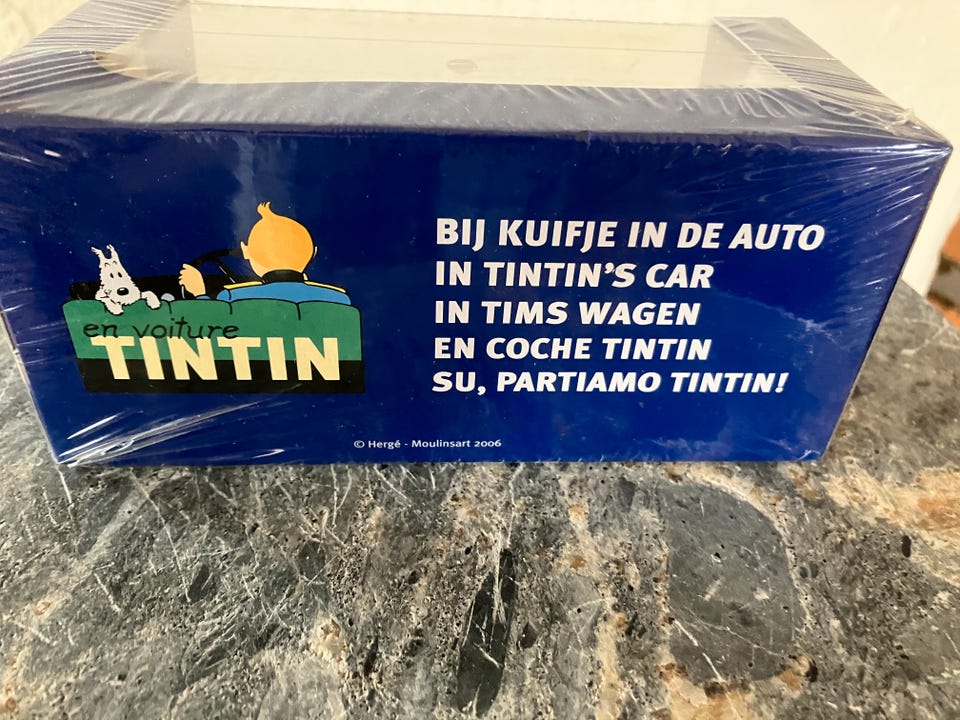 en voiture
TINTIN
BIJ KUIFJE IN DE AUTO
IN TINTIN'S CAR
IN TIMS WAGEN
EN COCHE TINTIN
SU, PARTIAMO TINTIN!
© Hergé - Moulinsart 2006